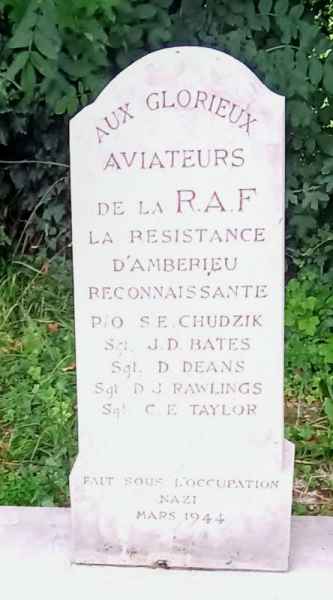 AUX GLORIEUX
AVIATEURS
DE LA R.A.F
LA RESISTANCE
D'AMBERIEU
RECONNAISSANTE
P/O S.E. CHUDZIK
Sgt. J.D. BATES
Sgt. D DEANS
Sgt D.J. RAWLINGS
Sgt C.E. TAYLOR
FAIT SOUS L'OCCUPATION
NAZI
MARS 1944